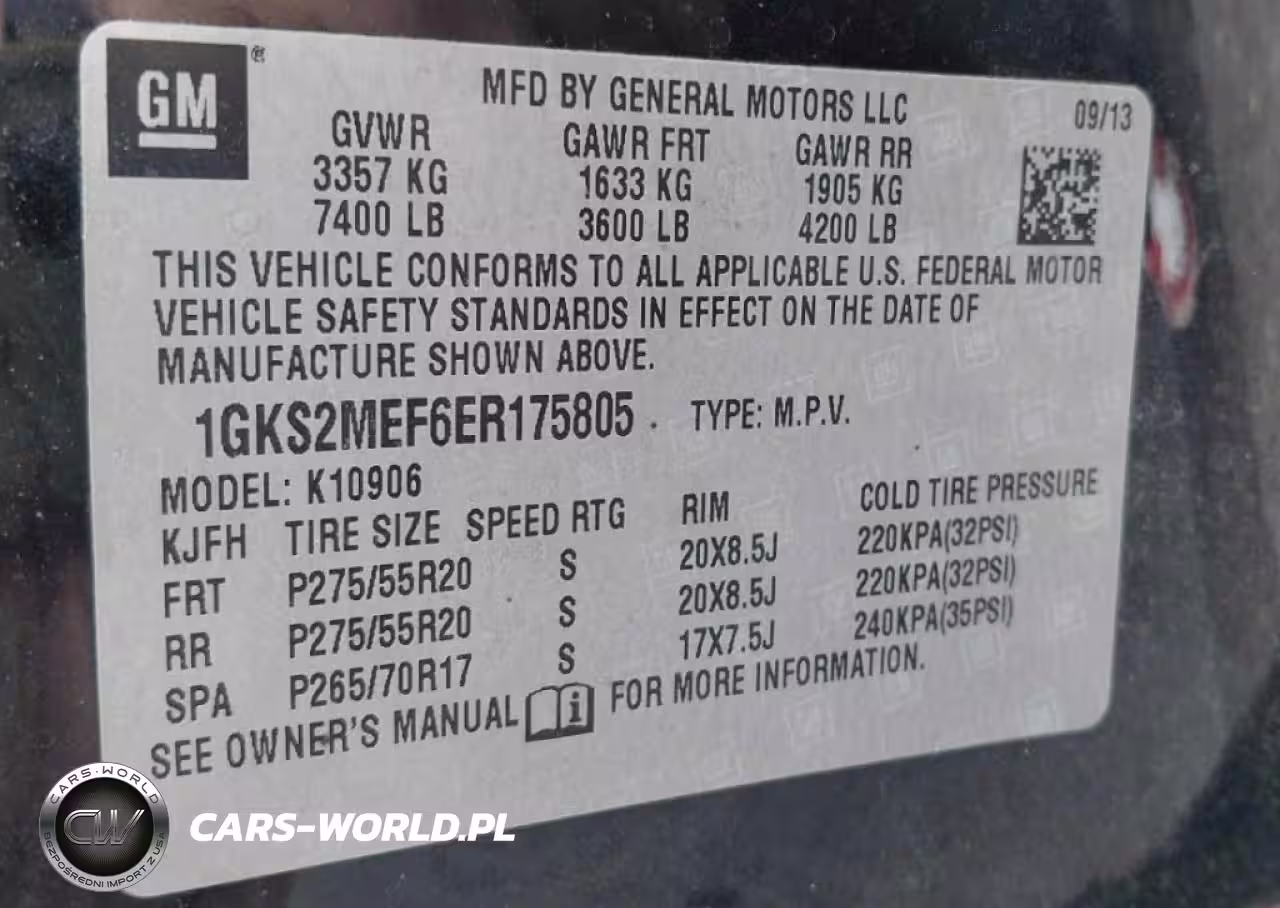 GM ®
MFD BY GENERAL MOTORS LLC 09/13
GVWR GAWR FRT GAWR RR
3357 KG 1633 KG 1905 KG
7400 LB 3600 LB 4200 LB
THIS VEHICLE CONFORMS TO ALL APPLICABLE U.S. FEDERAL MOTOR
VEHICLE SAFETY STANDARDS IN EFFECT ON THE DATE OF
MANUFACTURE SHOWN ABOVE.
1GKS2MEF6ER175805 . TYPE: M.P.V.
MODEL: K10906
KJFH TIRE SIZE SPEED RTG RIM COLD TIRE PRESSURE
FRT P275/55R20 S 20X8.5J 220KPA(32PSI)
RR P275/55R20 S 20X8.5J 220KPA(32PSI)
SPA P265/70R17 S 17X7.5J 240KPA(35PSI)
SEE OWNER'S MANUAL i FOR MORE INFORMATION.
CARS-WORLD
CW
BEZPOŚREDNI IMPORT Z USA
CARS-WORLD.PL